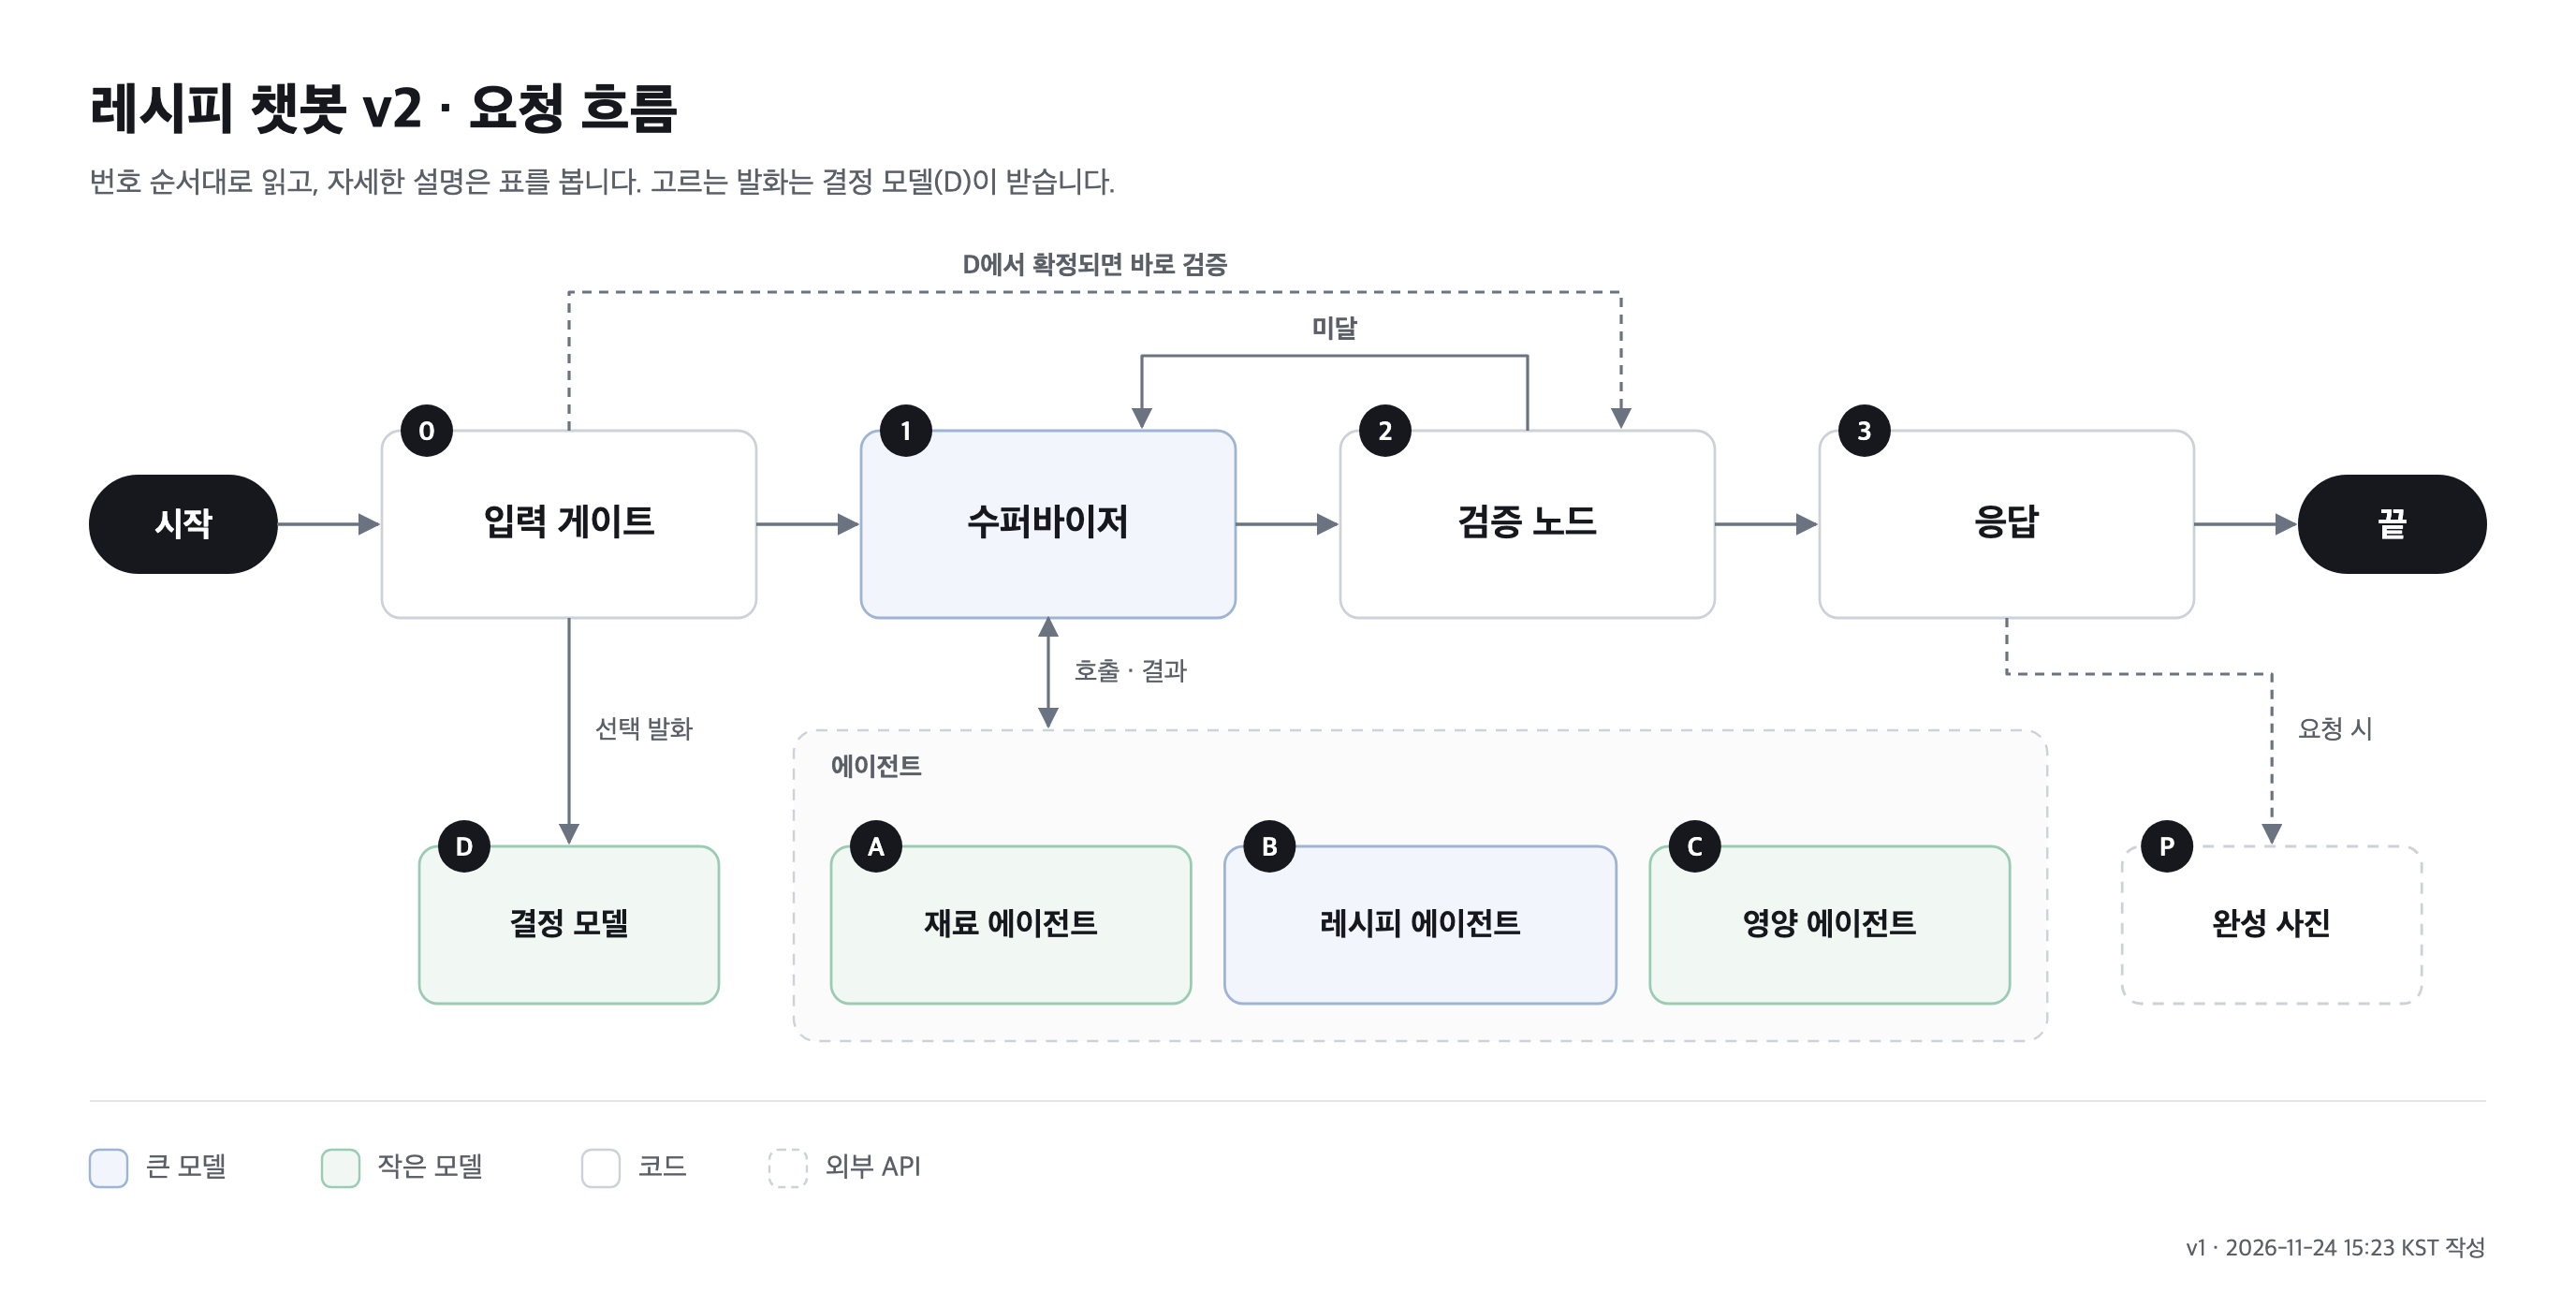 레시피 챗봇 v2 · 요청 흐름
번호 순서대로 읽고, 자세한 설명은 표를 봅니다. 고르는 발화는 결정 모델(D)이 받습니다.
D에서 확정되면 바로 검증
미달
시작
0
입력 게이트
1
수퍼바이저
2
검증 노드
3
응답
끝
선택 발화
호출 · 결과
요청 시
에이전트
D
결정 모델
A
재료 에이전트
B
레시피 에이전트
C
영양 에이전트
P
완성 사진
큰 모델
작은 모델
코드
외부 API
v1 · 2026-11-24 15:23 KST 작성